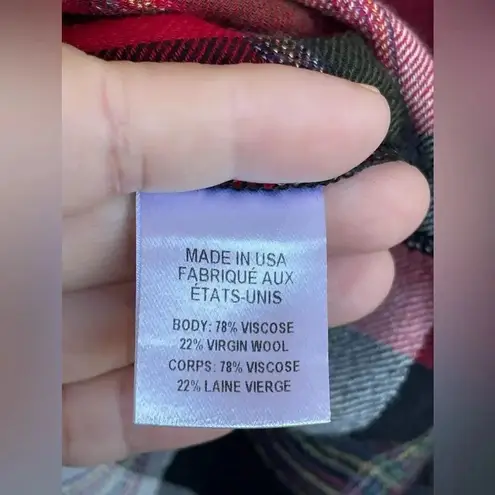 MADE IN USA
FABRIQUÉ AUX
ÉTATS-UNIS
BODY: 78% VISCOSE
22% VIRGIN WOOL
CORPS: 78% VISCOSE
22% LAINE VIERGE